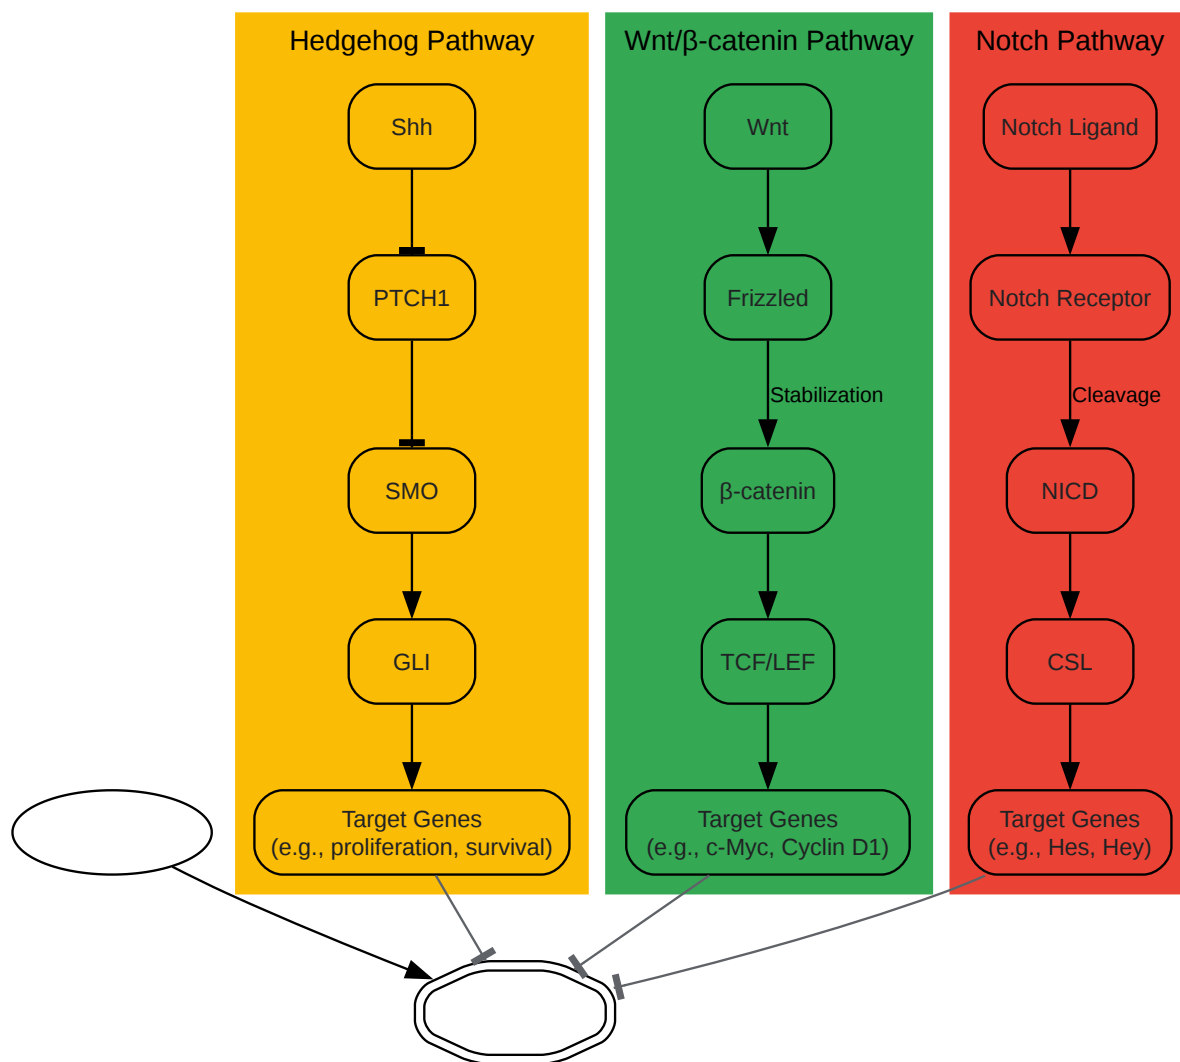 Hedgehog Pathway
Shh
PTCH1
SMO
GLI
Target Genes
(e.g., proliferation, survival)
Wnt/β-catenin Pathway
Wnt
Frizzled
Stabilization
β-catenin
TCF/LEF
Target Genes
(e.g., c-Myc, Cyclin D1)
Notch Pathway
Notch Ligand
Notch Receptor
Cleavage
NICD
CSL
Target Genes
(e.g., Hes, Hey)